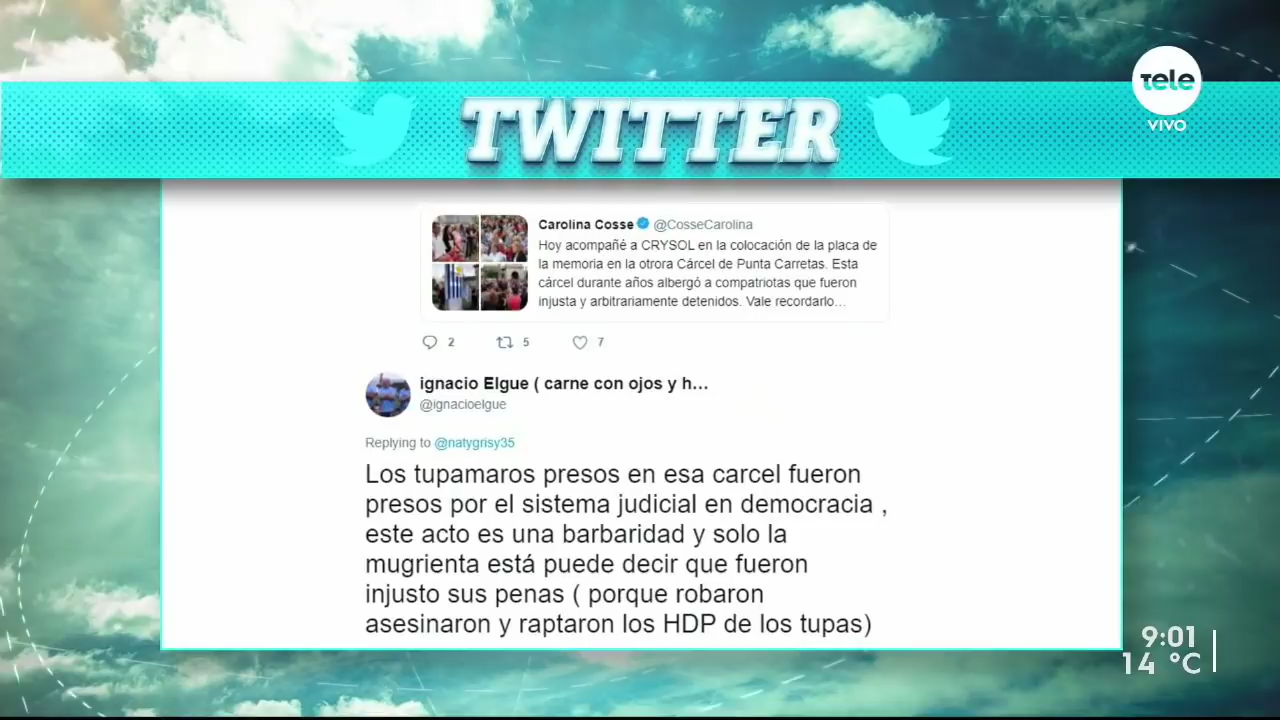 tele
VIVO
TWITTER
Carolina Cosse @CosseCarolina
Hoy acompañé a CRYSOL en la colocación de la placa de
la memoria en la otrora Cárcel de Punta Carretas. Esta
cárcel durante años albergó a compatriotas que fueron
injusta y arbitrariamente detenidos. Vale recordarlo...
2 5 7
ignacio Elgue ( carne con ojos y h...
@ignacioelgue
Replying to @natygrisy35
Los tupamaros presos en esa carcel fueron
presos por el sistema judicial en democracia ,
este acto es una barbaridad y solo la
mugrienta está puede decir que fueron
injusto sus penas ( porque robaron
asesinaron y raptaron los HDP de los tupas)
9:01
14 °C